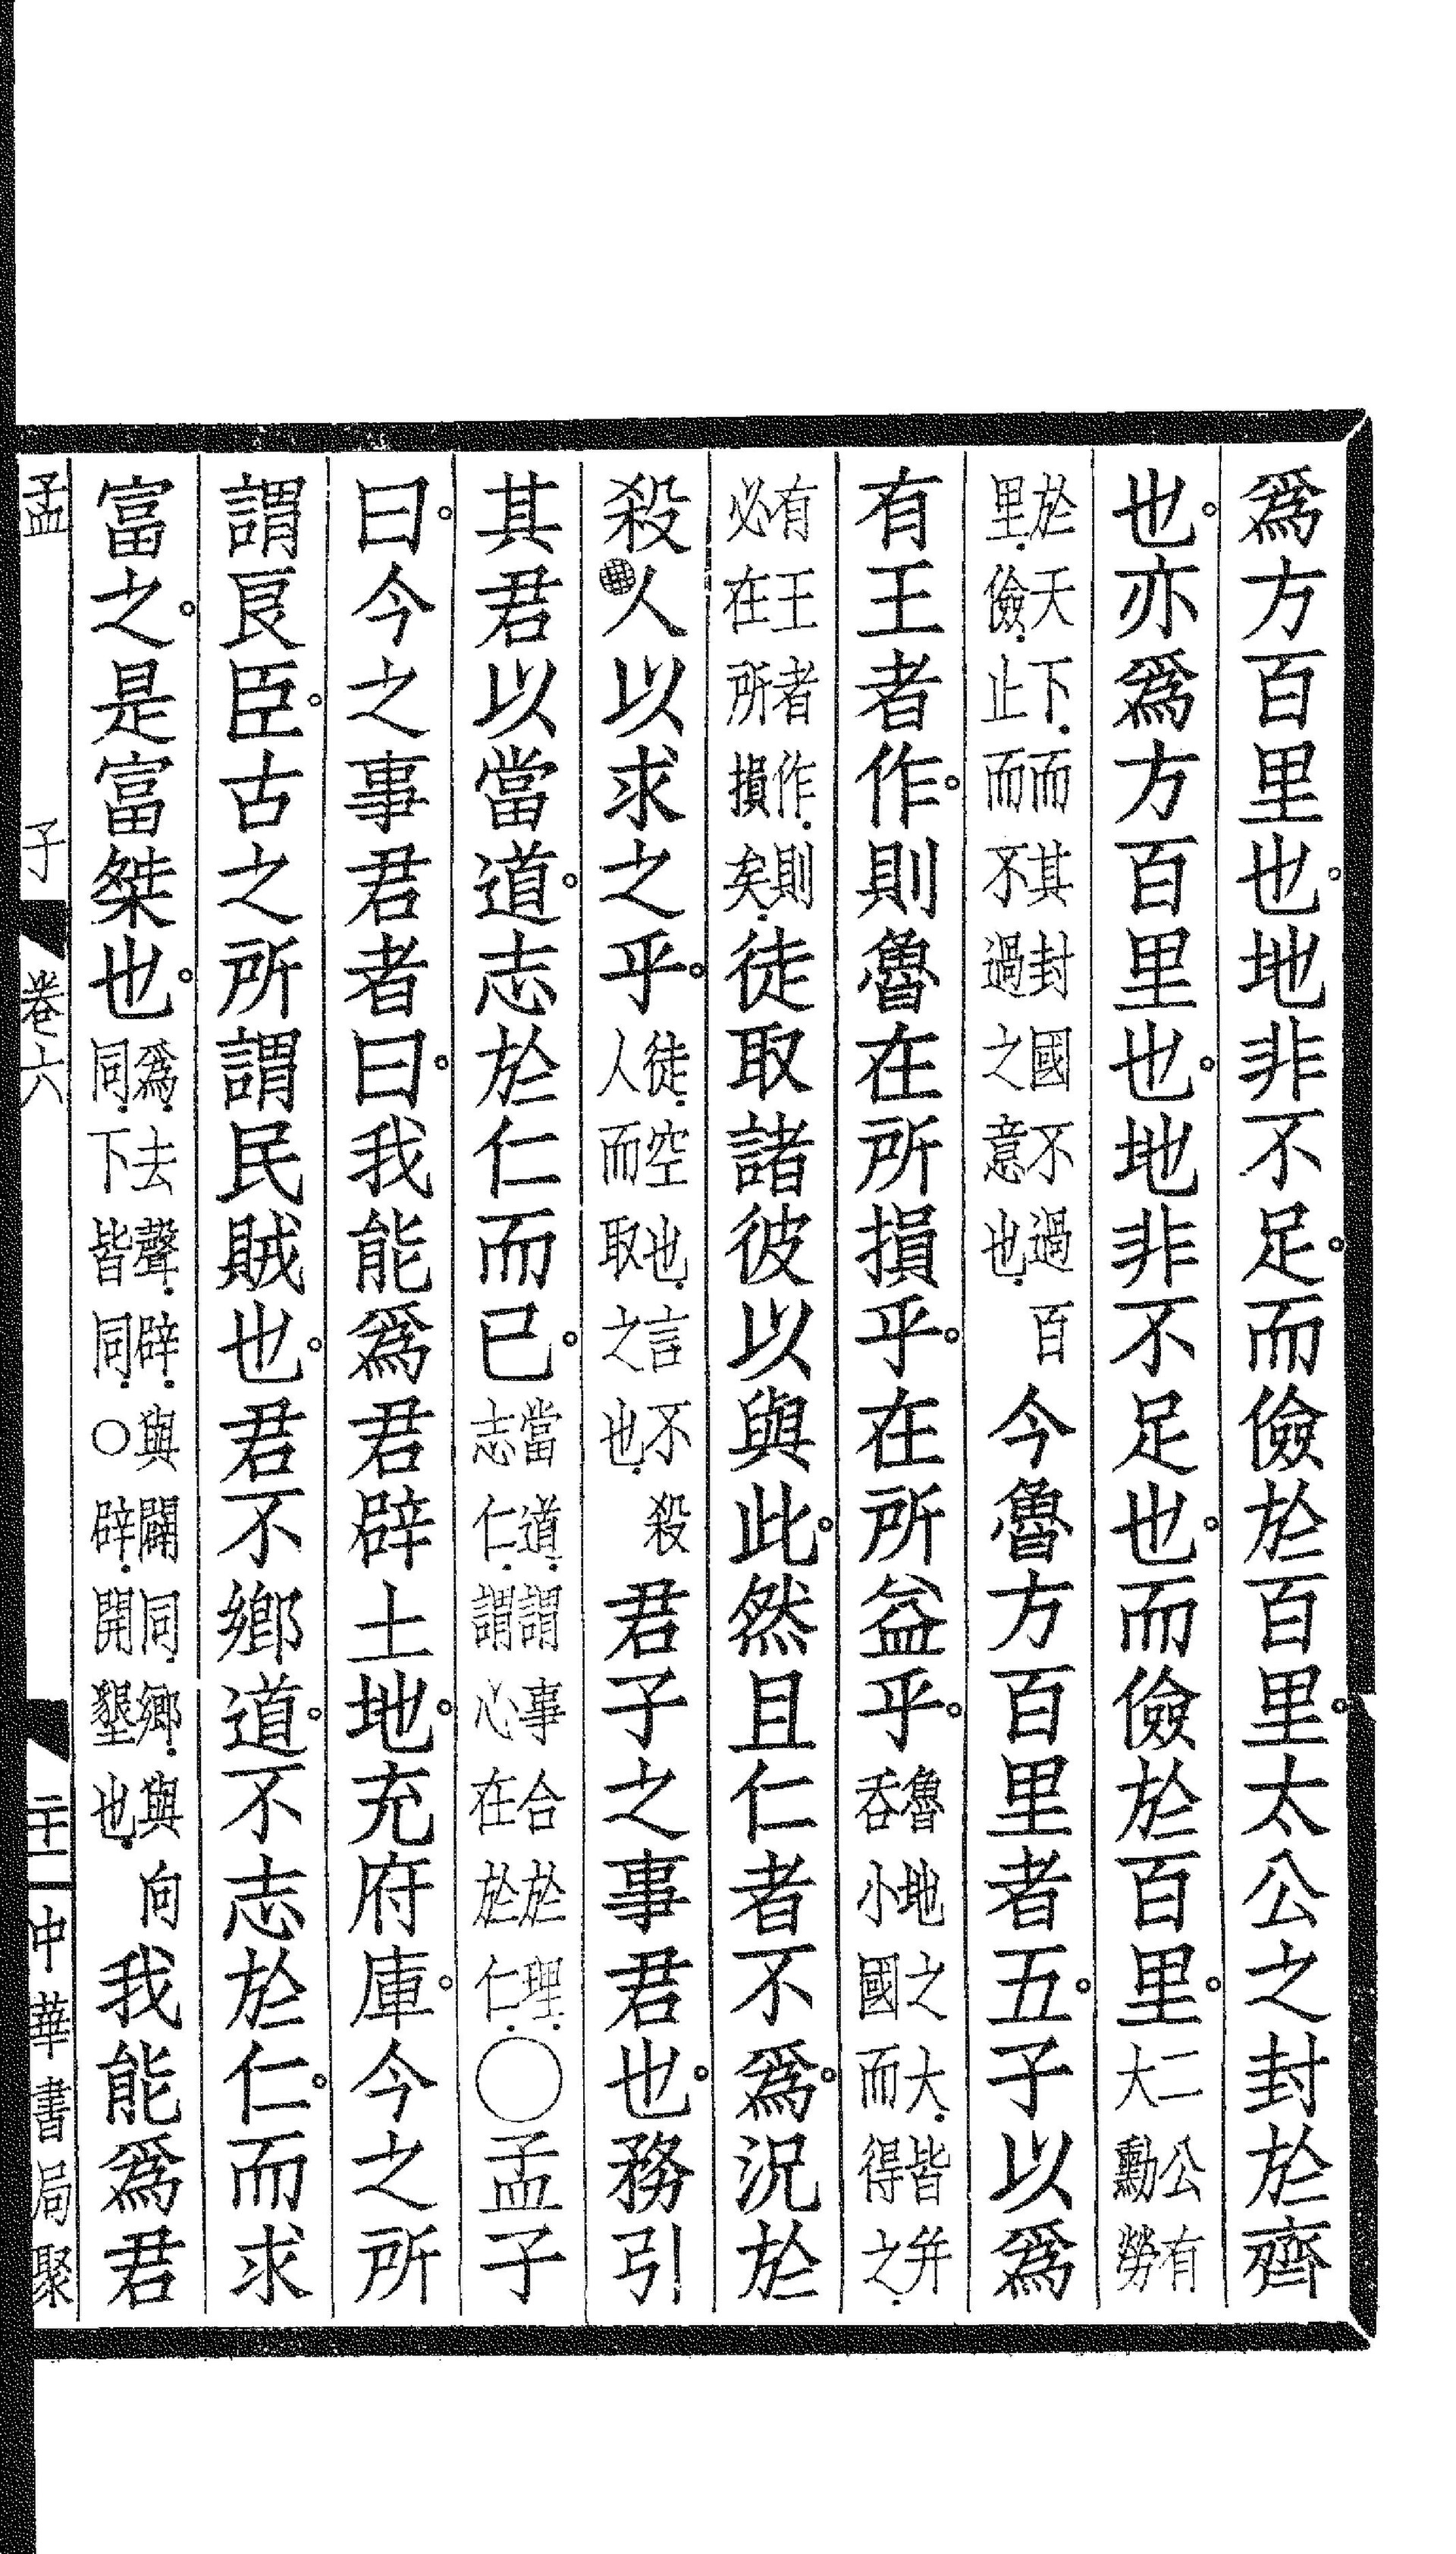 爲方百里也。地非不足。而儉於百里。太公之封於齊
也。亦爲方百里也。地非不足也。而儉於百里。二公有大勳勞
於天下.而其封國不過百里.儉.止而不過之意也.今魯方百里者五。子以爲
有王者作。則魯在所損乎。在所益乎。魯地之大.皆幷吞小國而得之.
有王者作.則必在所損矣.徒取諸彼以與此。然且仁者不爲。況於
殺人以求之乎。徒.空也.言不殺人而取之也.君子之事君也。務引
其君以當道。志於仁而已。當道.謂事合於理.志仁.謂心在於仁.○孟子
曰。今之事君者曰。我能爲君辟土地。充府庫。今之所
謂良臣。古之所謂民賊也。君不鄉道。不志於仁。而求
富之。是富桀也。爲.去聲.辟.與闢同.鄉.與向同.下皆同.○辟.開墾也.我能爲君
孟 子 卷六 二十一 中華書局聚